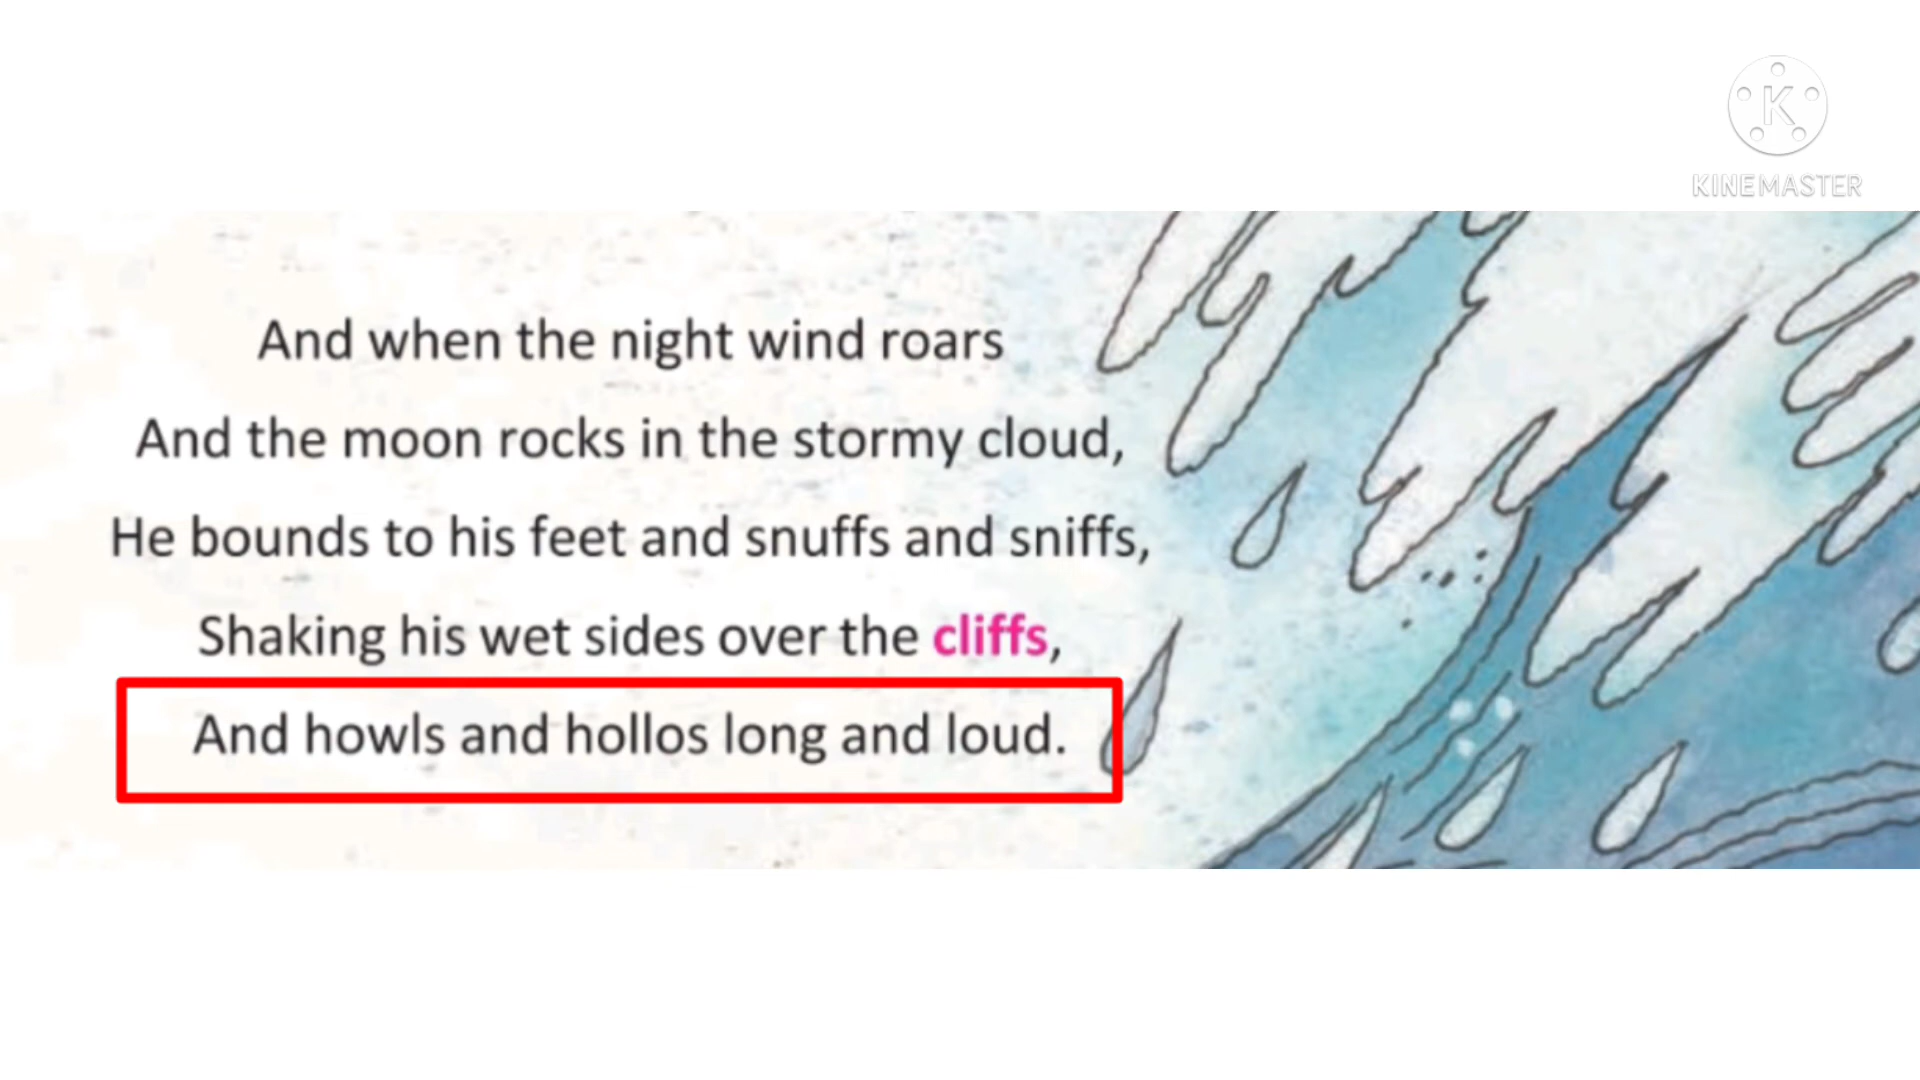 K
KINEMASTER
And when the night wind roars
And the moon rocks in the stormy cloud,
He bounds to his feet and snuffs and sniffs,
Shaking his wet sides over the cliffs,
And howls and hollos long and loud.